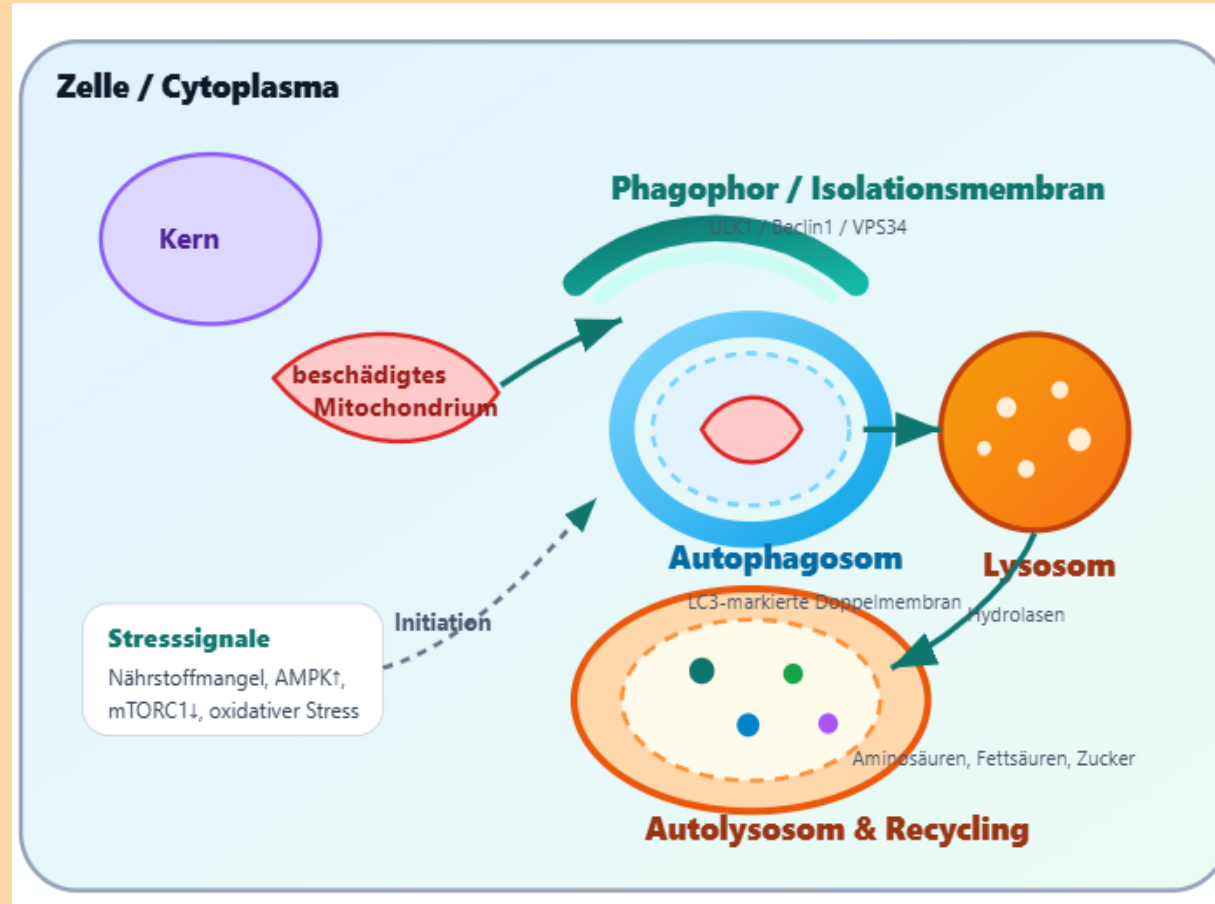 Zelle / Cytoplasma
Kern
Phagophor / Isolationsmembran
ULK1 / Beclin1 / VPS34
beschädigtes
Mitochondrium
Autophagosom
LC3-markierte Doppelmembran
Lysosom
Hydrolasen
Initiation
Stresssignale
Nährstoffmangel, AMPK↑,
mTORC1↓, oxidativer Stress
Aminosäuren, Fettsäuren, Zucker
Autolysosom & Recycling